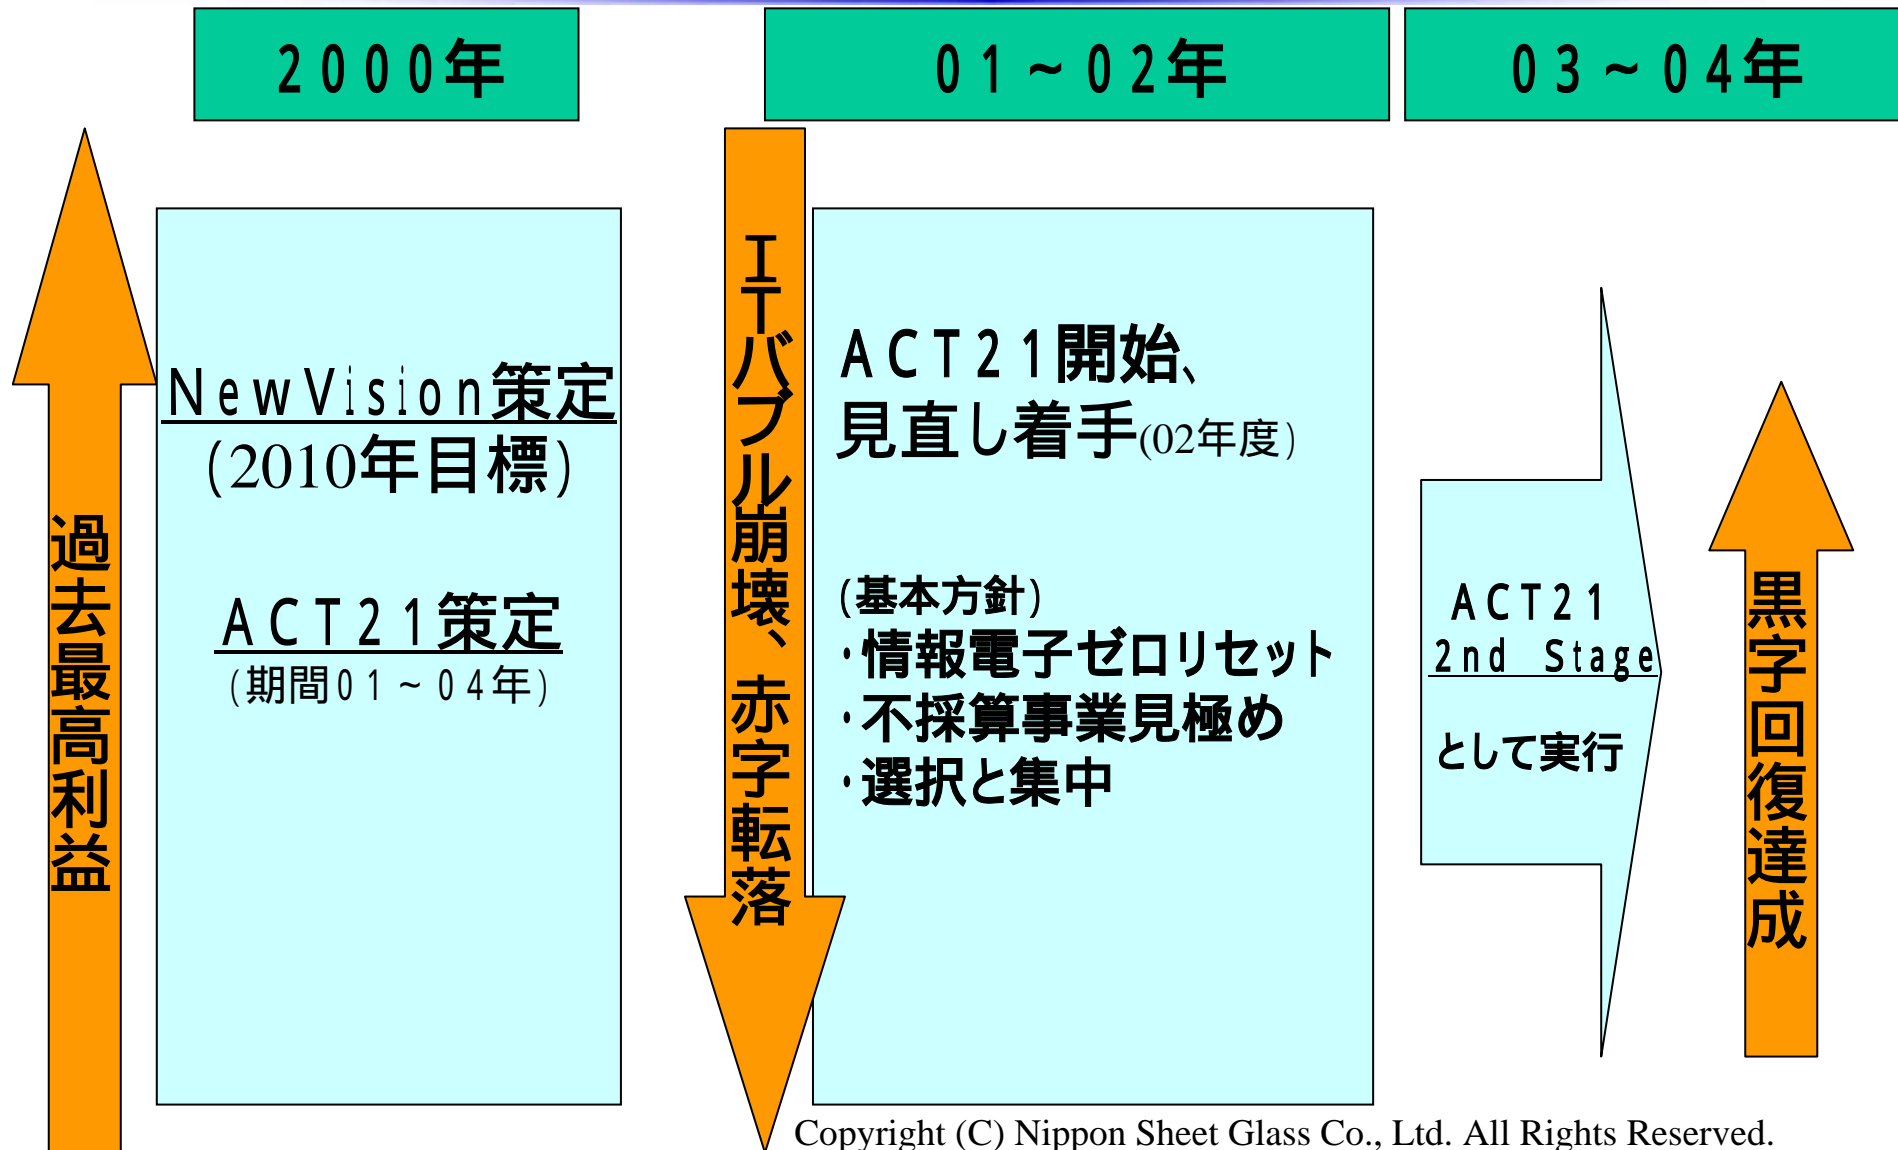 2000年
01～02年
03～04年
過去最高利益
NewVision策定
(2010年目標)
ACT21策定
(期間01～04年)
ITバブル崩壊、赤字転落
ACT21開始、
見直し着手(02年度)
(基本方針)
・情報電子ゼロリセット
・不採算事業見極め
・選択と集中
ACT21
2nd Stage
として実行
黒字回復達成
Copyright (C) Nippon Sheet Glass Co., Ltd. All Rights Reserved.